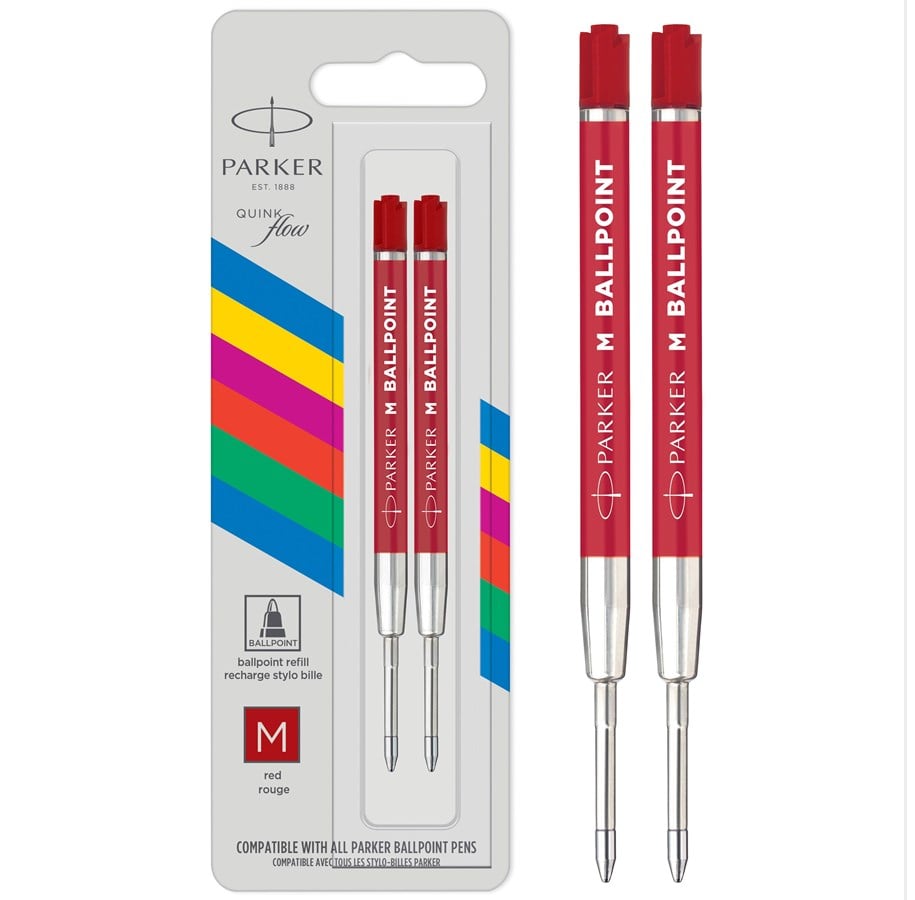 PARKER
EST. 1888
QUINK
flow
PARKER M BALLPOINT
PARKER M BALLPOINT
BALLPOINT
ballpoint refill
recharge stylo bille
M
red
rouge
COMPATIBLE WITH ALL PARKER BALLPOINT PENS
COMPATIBLE AVEC TOUS LES STYLO-BILLES PARKER
PARKER M BALLPOINT
PARKER M BALLPOINT